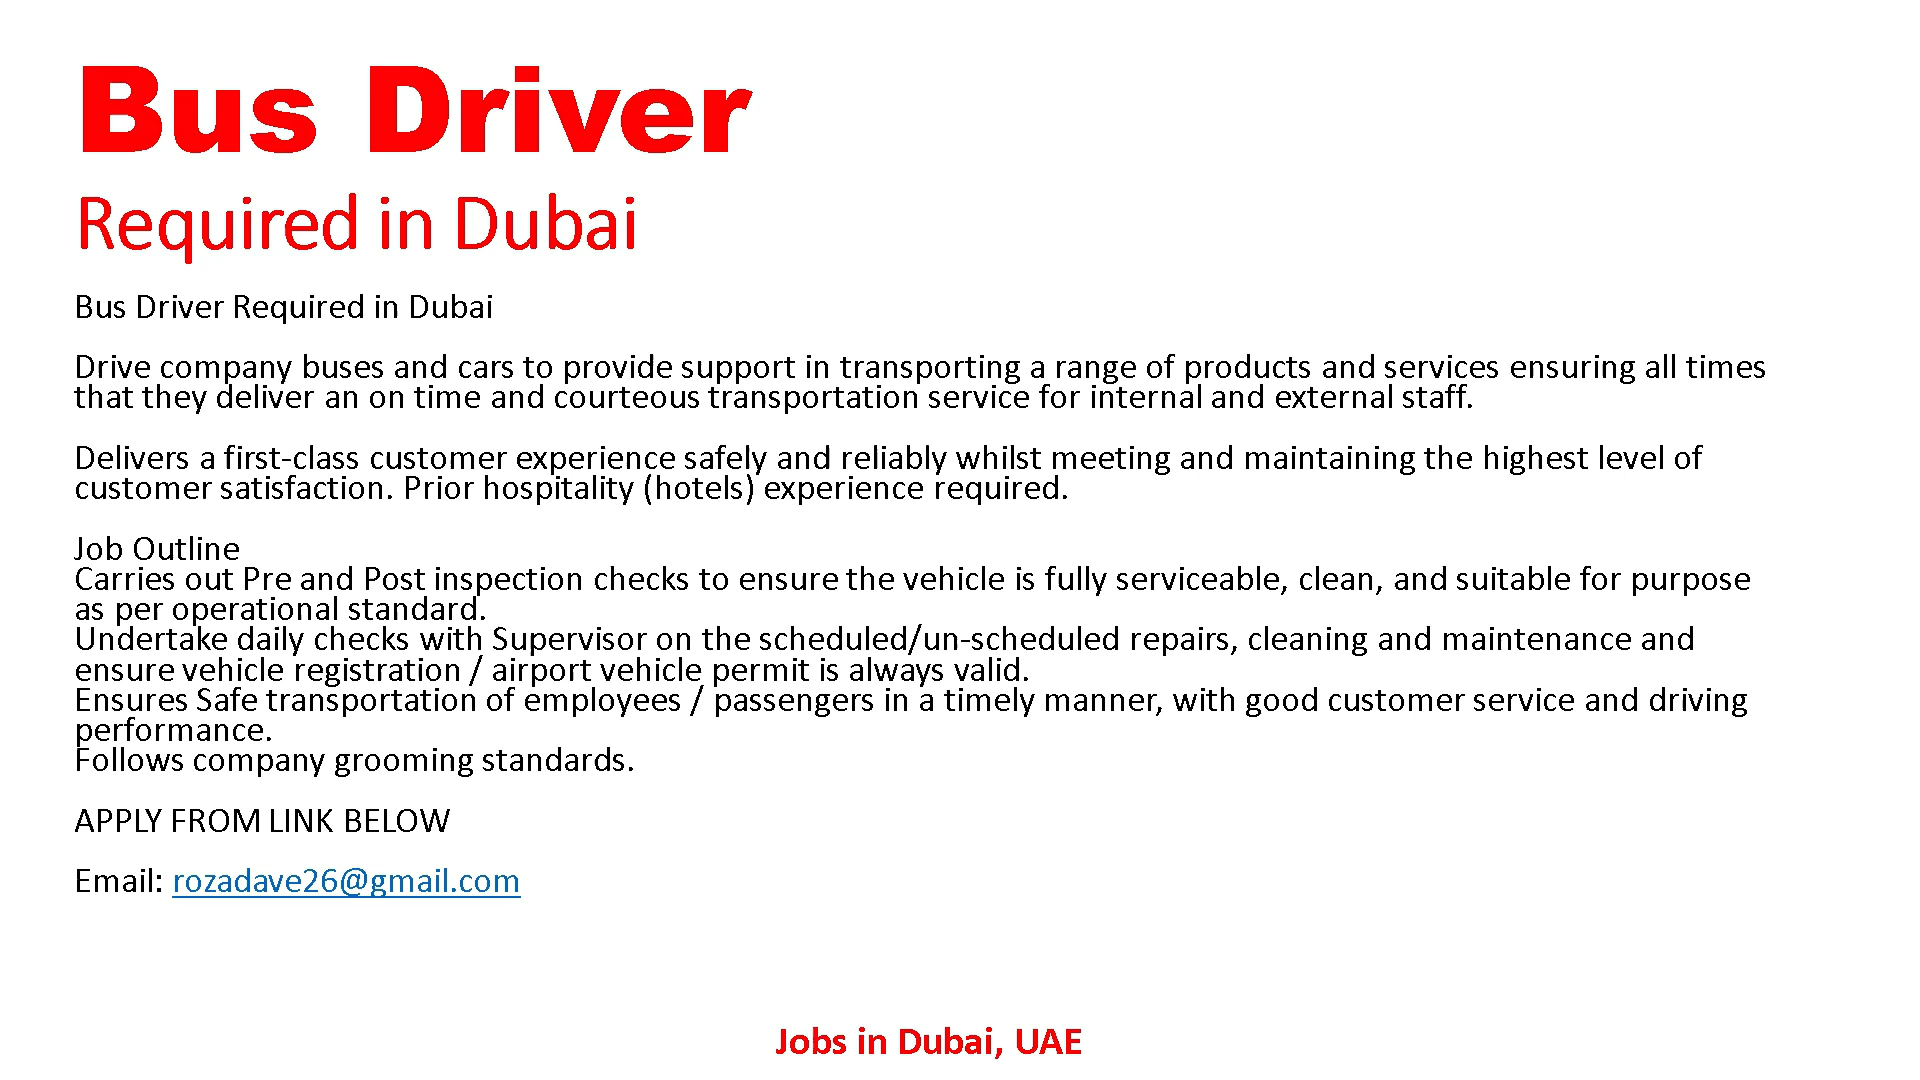 Bus Driver
Required in Dubai
Bus Driver Required in Dubai
Drive company buses and cars to provide support in transporting a range of products and services ensuring all times
that they deliver an on time and courteous transportation service for internal and external staff.
Delivers a first-class customer experience safely and reliably whilst meeting and maintaining the highest level of
customer satisfaction. Prior hospitality (hotels) experience required.
Job Outline
Carries out Pre and Post inspection checks to ensure the vehicle is fully serviceable, clean, and suitable for purpose
as per operational standard.
Undertake daily checks with Supervisor on the scheduled/un-scheduled repairs, cleaning and maintenance and
ensure vehicle registration / airport vehicle permit is always valid.
Ensures Safe transportation of employees / passengers in a timely manner, with good customer service and driving
performance.
Follows company grooming standards.
APPLY FROM LINK BELOW
Email: rozadave26@gmail.com
Jobs in Dubai, UAE